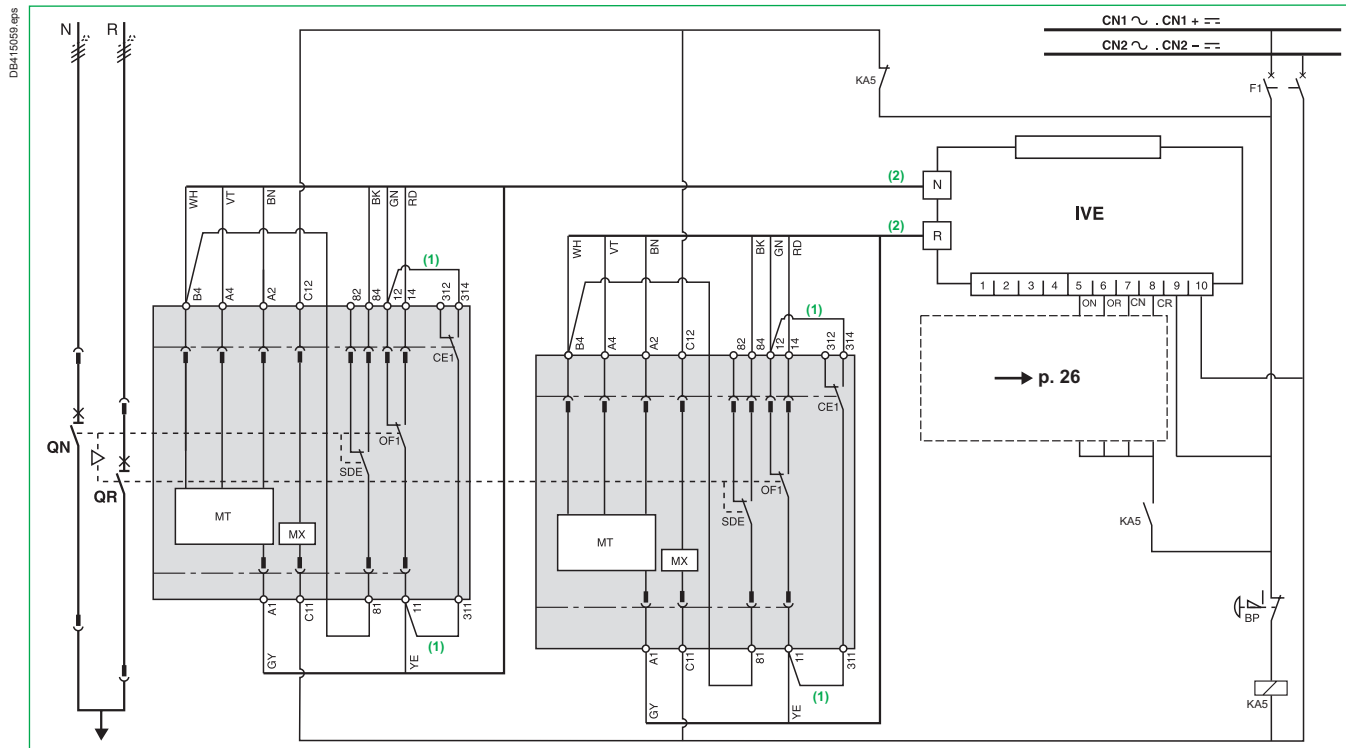 DB415059.eps
N
R
CN1 ∼ . CN1 + ⎓
CN2 ∼ . CN2 – ⎓
KA5
F1
(2)
N
IVE
(2)
R
1 2 3 4 5 6 7 8 9 10
ON OR CN CR
→ p. 26
WH VT BN BK GN RD
(1)
B4 A4 A2 C12 82 84 12 14 312 314
CE1
OF1
SDE
MT
MX
A1 C11 81 11 311
(1)
GY YE
WH VT BN BK GN RD
(1)
B4 A4 A2 C12 82 84 12 14 312 314
CE1
OF1
SDE
MT
MX
A1 C11 81 11 311
(1)
GY YE
QN
QR
KA5
BP
KA5